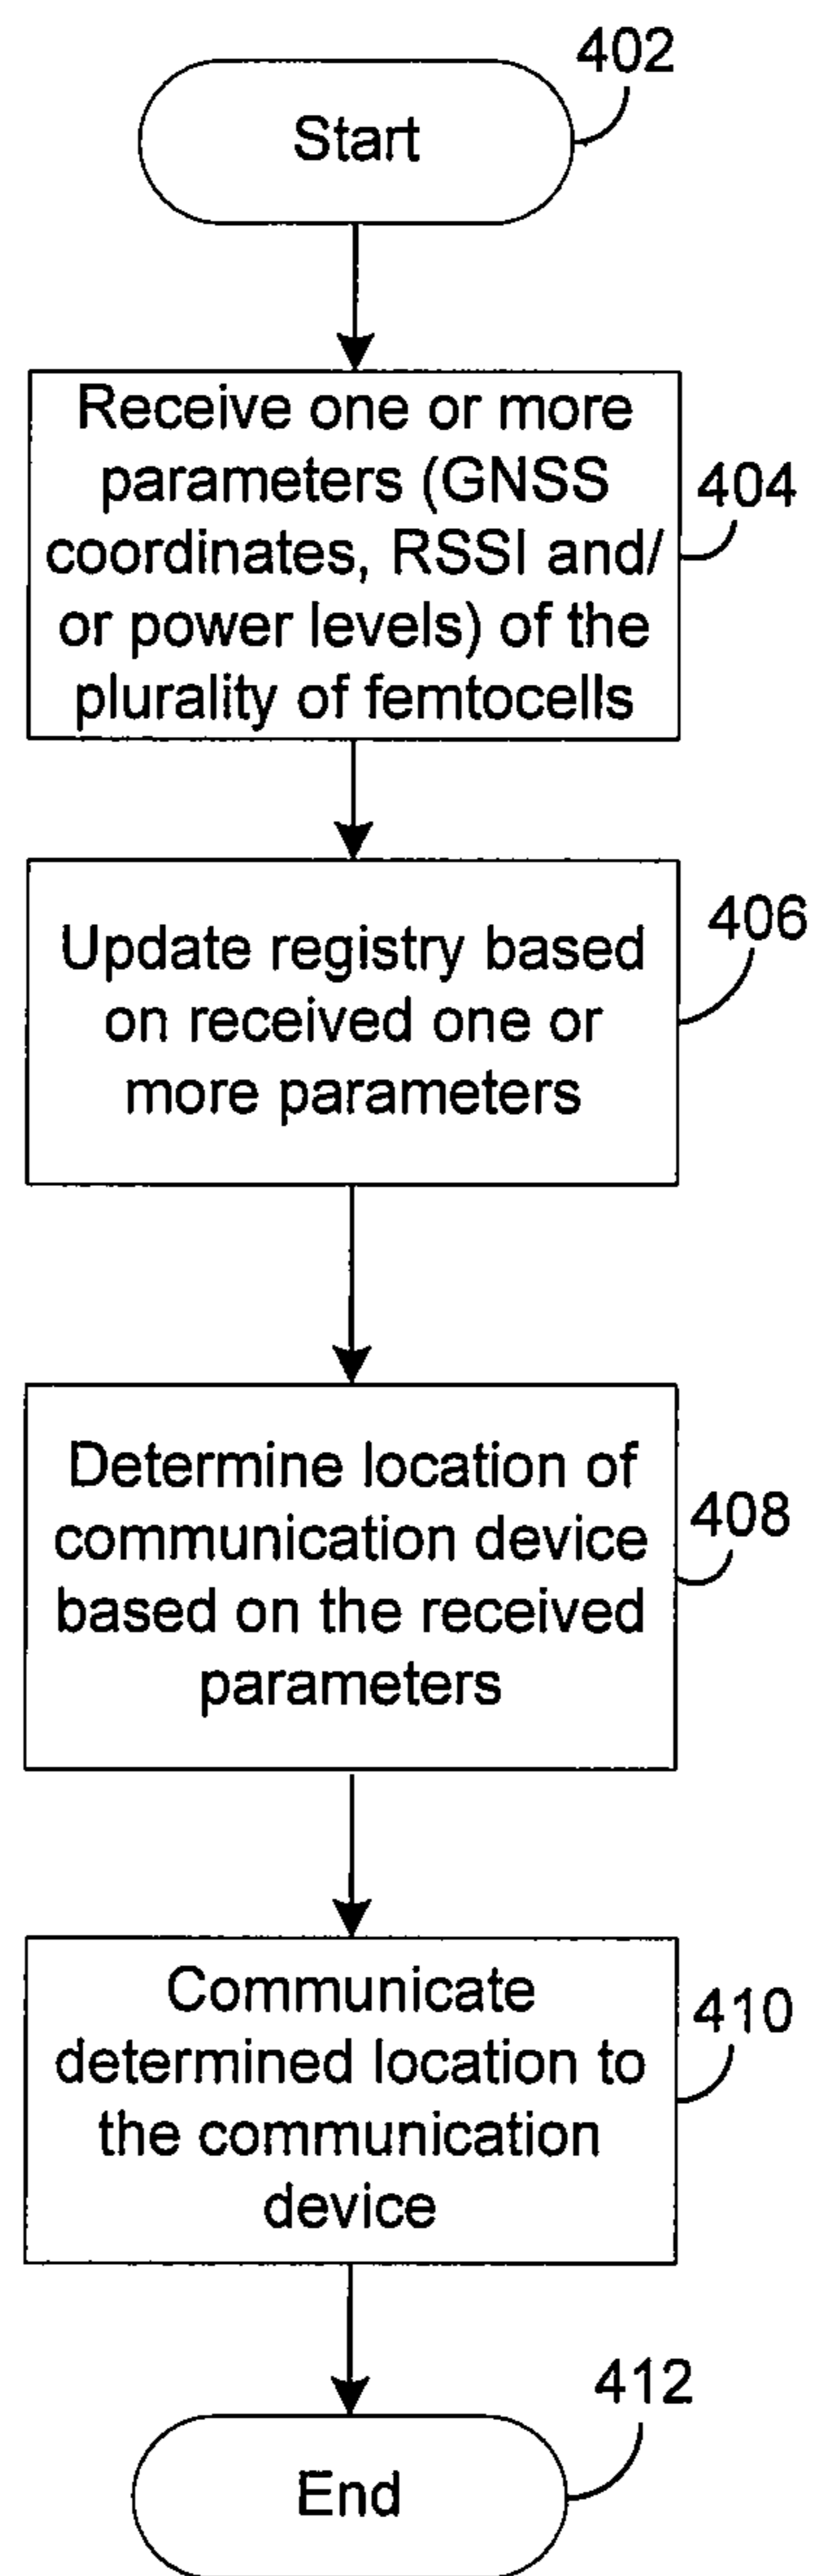 402
Start
Receive one or more
parameters (GNSS
coordinates, RSSI and/
or power levels) of the
plurality of femtocells
404
Update registry based
on received one or
more parameters
406
Determine location of
communication device
based on the received
parameters
408
Communicate
determined location to
the communication
device
410
412
End